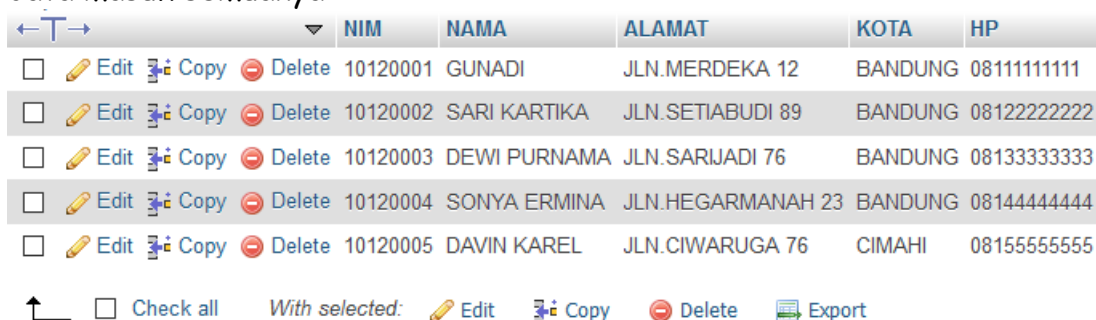 NIM NAMA ALAMAT KOTA HP
Edit Copy Delete 10120001 GUNADI JLN.MERDEKA 12 BANDUNG 08111111111
Edit Copy Delete 10120002 SARI KARTIKA JLN.SETIABUDI 89 BANDUNG 08122222222
Edit Copy Delete 10120003 DEWI PURNAMA JLN.SARIJADI 76 BANDUNG 08133333333
Edit Copy Delete 10120004 SONYA ERMINA JLN.HEGARMANAH 23 BANDUNG 08144444444
Edit Copy Delete 10120005 DAVIN KAREL JLN.CIWARUGA 76 CIMAHI 08155555555
Check all With selected: Edit Copy Delete Export